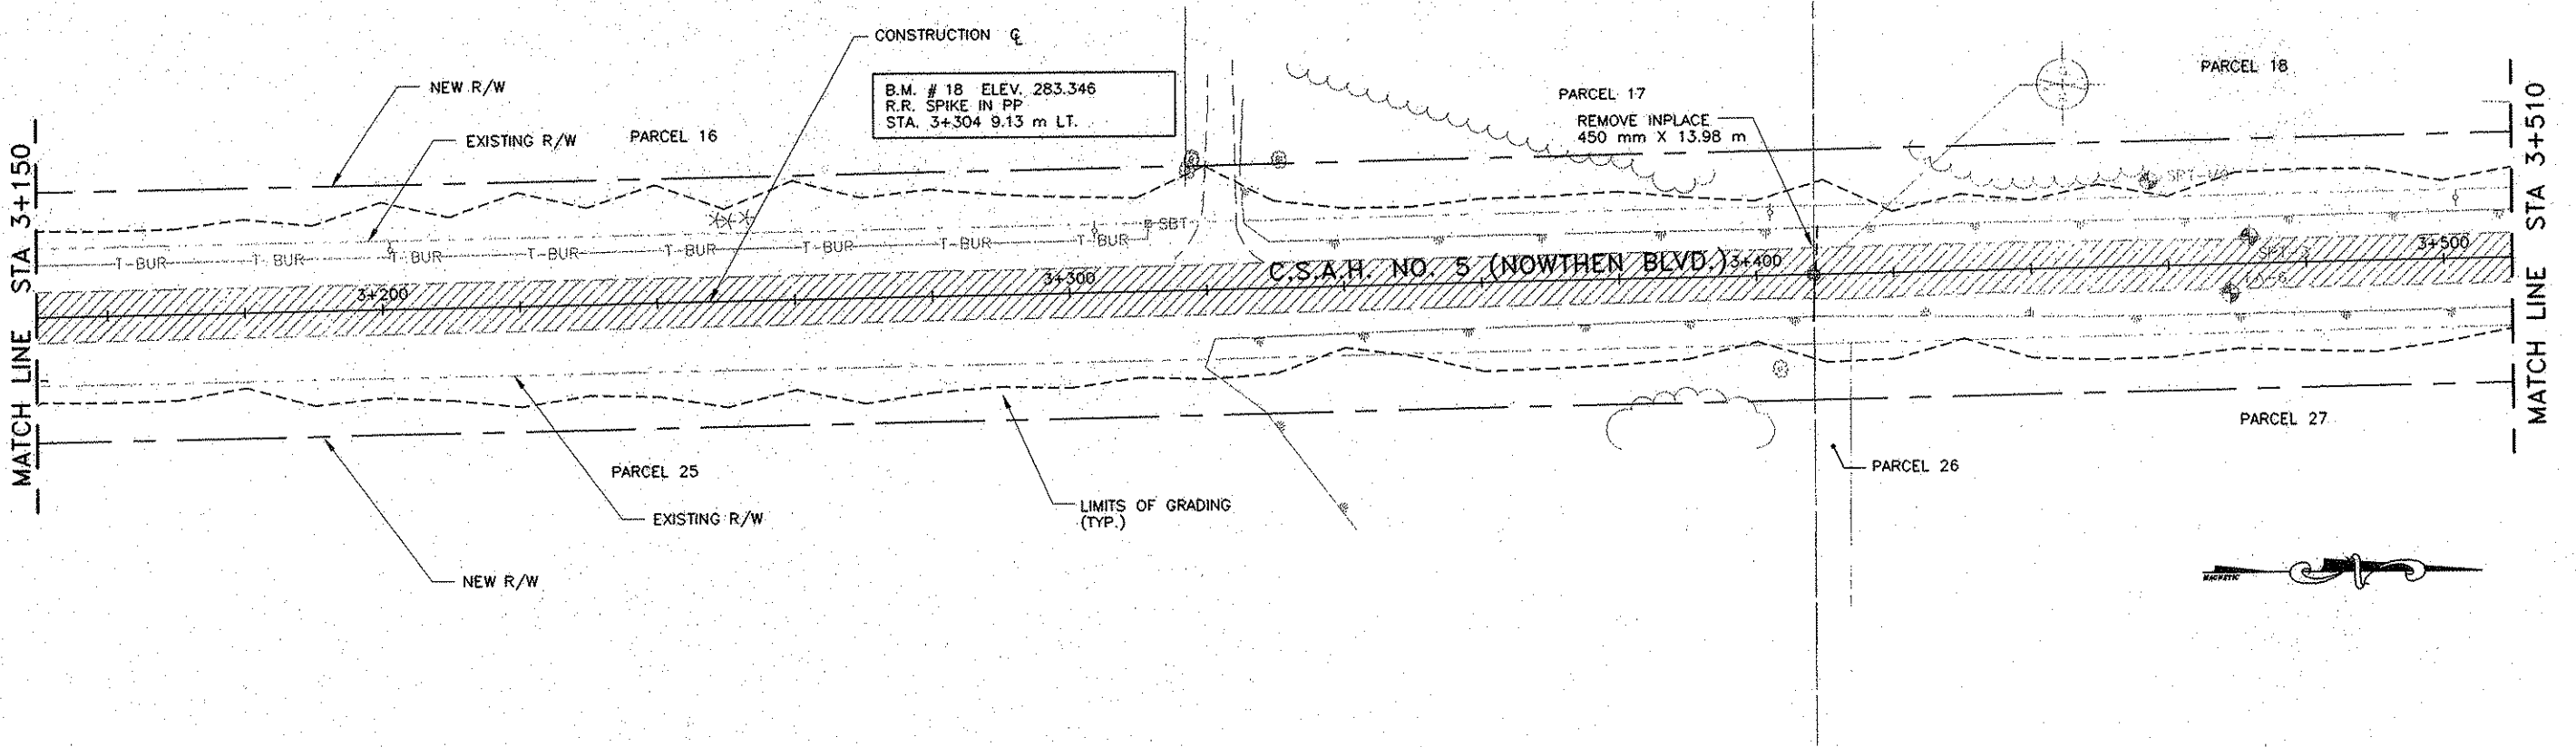 CONSTRUCTION ℄
NEW R/W
B.M. # 18 ELEV. 283.346
R.R. SPIKE IN PP
STA. 3+304 9.13 m LT.
EXISTING R/W
PARCEL 16
PARCEL 17
REMOVE INPLACE
450 mm X 13.98 m
PARCEL 18
MATCH LINE STA 3+150
MATCH LINE STA 3+510
SBT
T-BUR T-BUR T-BUR T-BUR T-BUR T-BUR T-BUR T-BUR
3+200
3+300
C.S.A.H. NO. 5 (NOWTHEN BLVD.)
3+400
3+500
PARCEL 25
EXISTING R/W
NEW R/W
LIMITS OF GRADING
(TYP.)
PARCEL 26
PARCEL 27
MAGNETIC